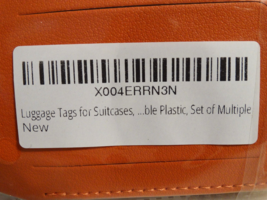 X004ERRN3N
Luggage Tags for Suitcases, ...ble Plastic, Set of Multiple
New